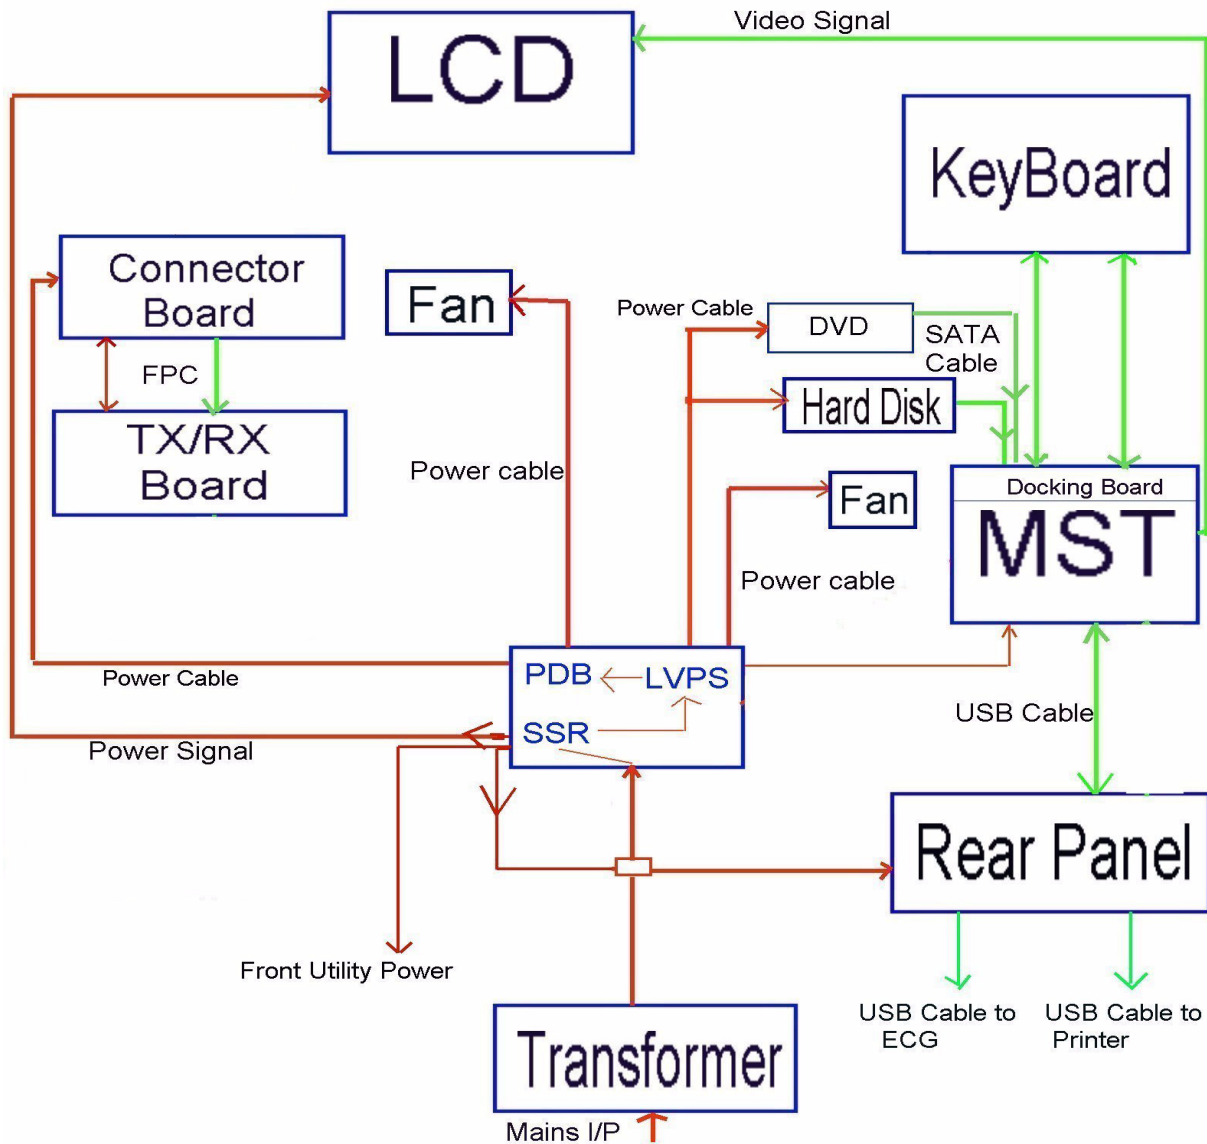 Video Signal
LCD
KeyBoard
Connector
Board
Fan
Power Cable
DVD
SATA
Cable
FPC
Hard Disk
TX/RX
Board
Power cable
Fan
Docking Board
MST
Power cable
PDB
LVPS
Power Cable
USB Cable
SSR
Power Signal
Rear Panel
Front Utility Power
USB Cable to
ECG
USB Cable to
Printer
Transformer
Mains I/P